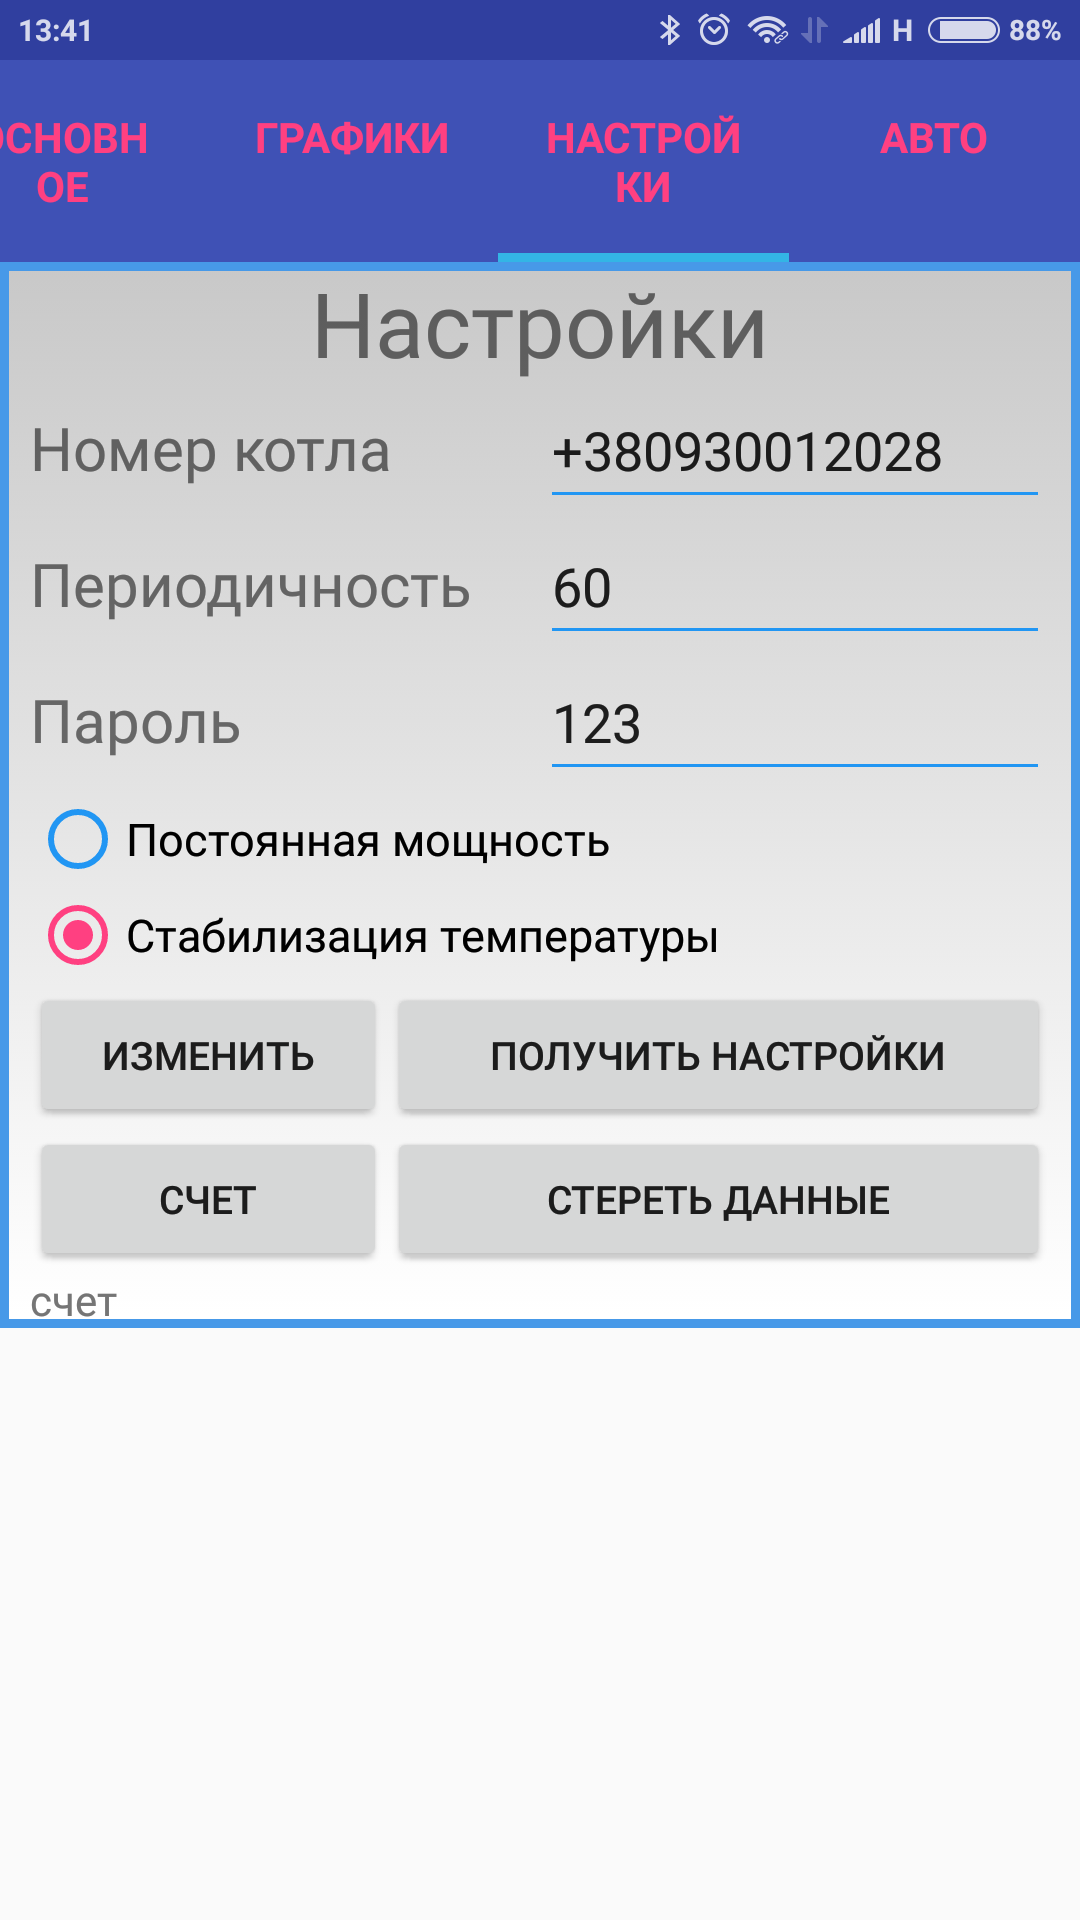 13:41 H 88%
ОСНОВН
ОЕ
ГРАФИКИ
НАСТРОЙ
КИ
АВТО
Настройки
Номер котла +380930012028
Периодичность 60
Пароль 123
Постоянная мощность
Стабилизация температуры
ИЗМЕНИТЬ ПОЛУЧИТЬ НАСТРОЙКИ
СЧЕТ СТЕРЕТЬ ДАННЫЕ
счет